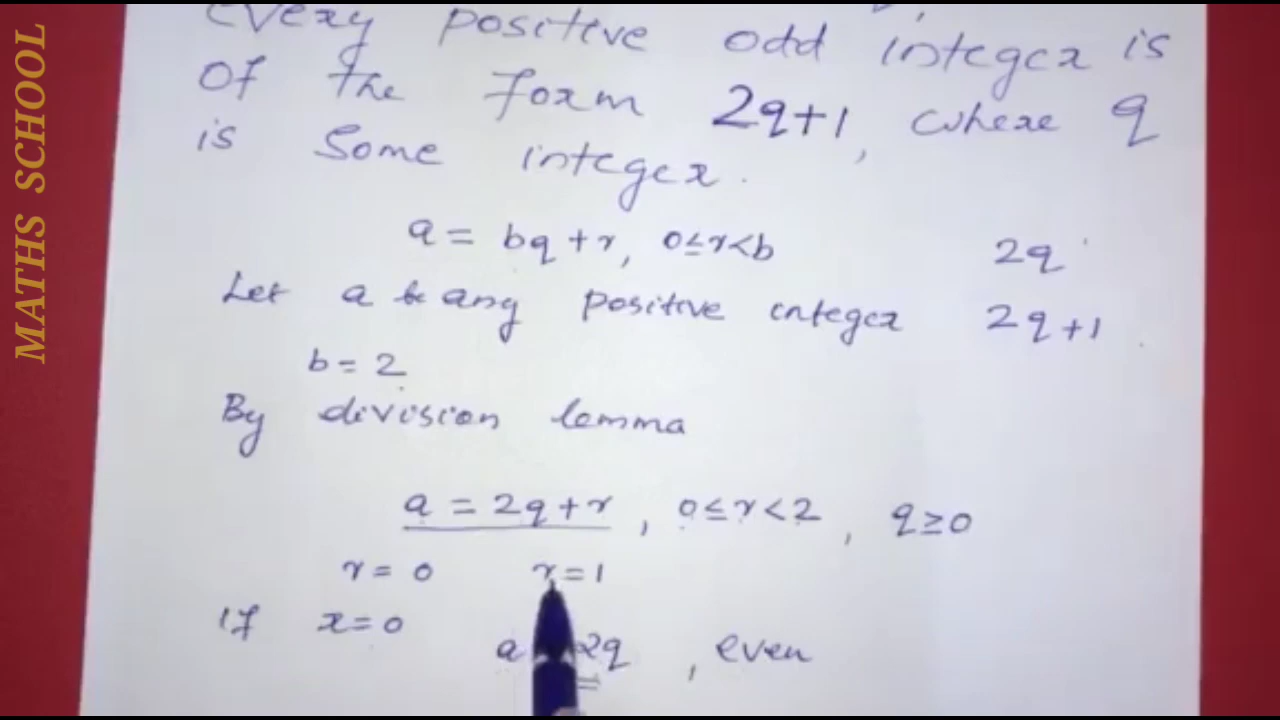 MATHS SCHOOL
every positive odd integer is
of the form 2q+1, where q
is some integer.
a = bq + r, 0≤r<b
2q
Let a be any positive integer
2q+1
b = 2
By division lemma
a = 2q + r, 0≤r<2, q≥0
r = 0 r = 1
If r=0
a 2q, even